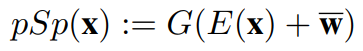 pSp(x) := G(E(x) + w̅)